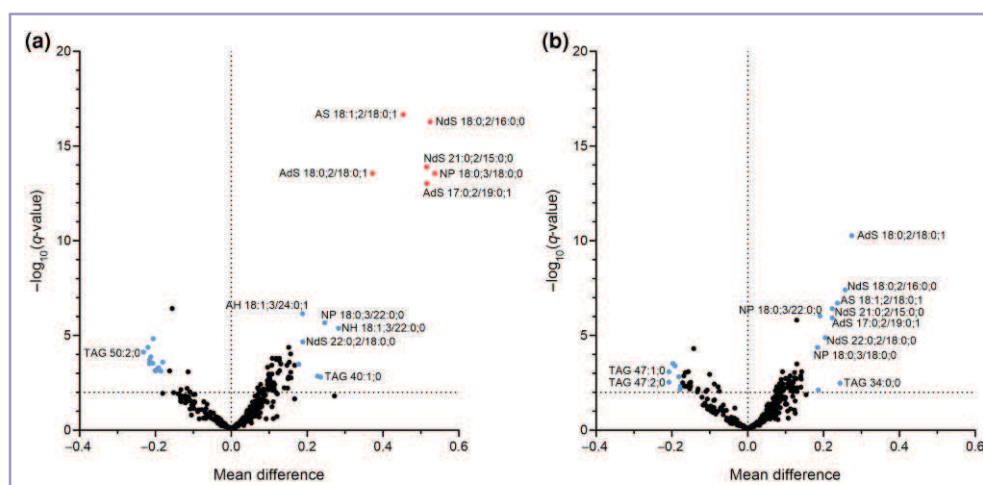 (a)
20
15
10
5
0
−log10(q-value)
AS 18:1;2/18:0;1
NdS 18:0;2/16:0;0
NdS 21:0;2/15:0;0
AdS 18:0;2/18:0;1
NP 18:0;3/18:0;0
AdS 17:0;2/19:0;1
AH 18:1;3/24:0;1
NP 18:0;3/22:0;0
NH 18:1;3/22:0;0
NdS 22:0;2/18:0;0
TAG 50:2;0
TAG 40:1;0
−0.4 −0.2 0.0 0.2 0.4 0.6
Mean difference
(b)
20
15
10
5
0
−log10(q-value)
AdS 18:0;2/18:0;1
NdS 18:0;2/16:0;0
AS 18:1;2/18:0;1
NP 18:0;3/22:0;0
NdS 21:0;2/15:0;0
AdS 17:0;2/19:0;1
NdS 22:0;2/18:0;0
NP 18:0;3/18:0;0
TAG 47:1;0
TAG 47:2;0
TAG 34:0;0
−0.4 −0.2 0.0 0.2 0.4 0.6
Mean difference